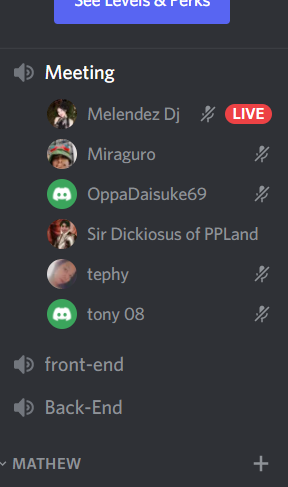 See Levels & Perks
Meeting
Melendez Dj LIVE
Miraguro
OppaDaisuke69
Sir Dickiosus of PPLand
tephy
tony 08
front-end
Back-End
MATHEW